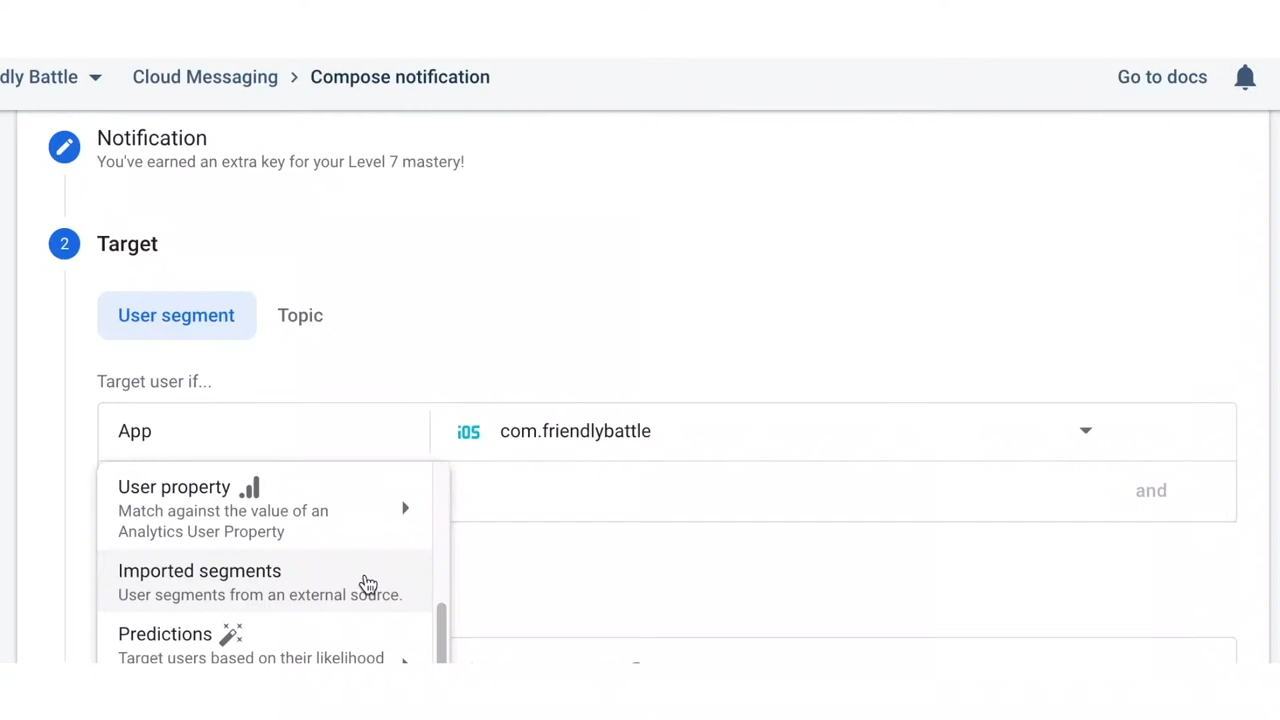 dly Battle
Cloud Messaging > Compose notification
Go to docs
Notification
You've earned an extra key for your Level 7 mastery!
2
Target
User segment
Topic
Target user if...
App
iOS
com.friendlybattle
User property
Match against the value of an
Analytics User Property
and
Imported segments
User segments from an external source.
Predictions
Target users based on their likelihood